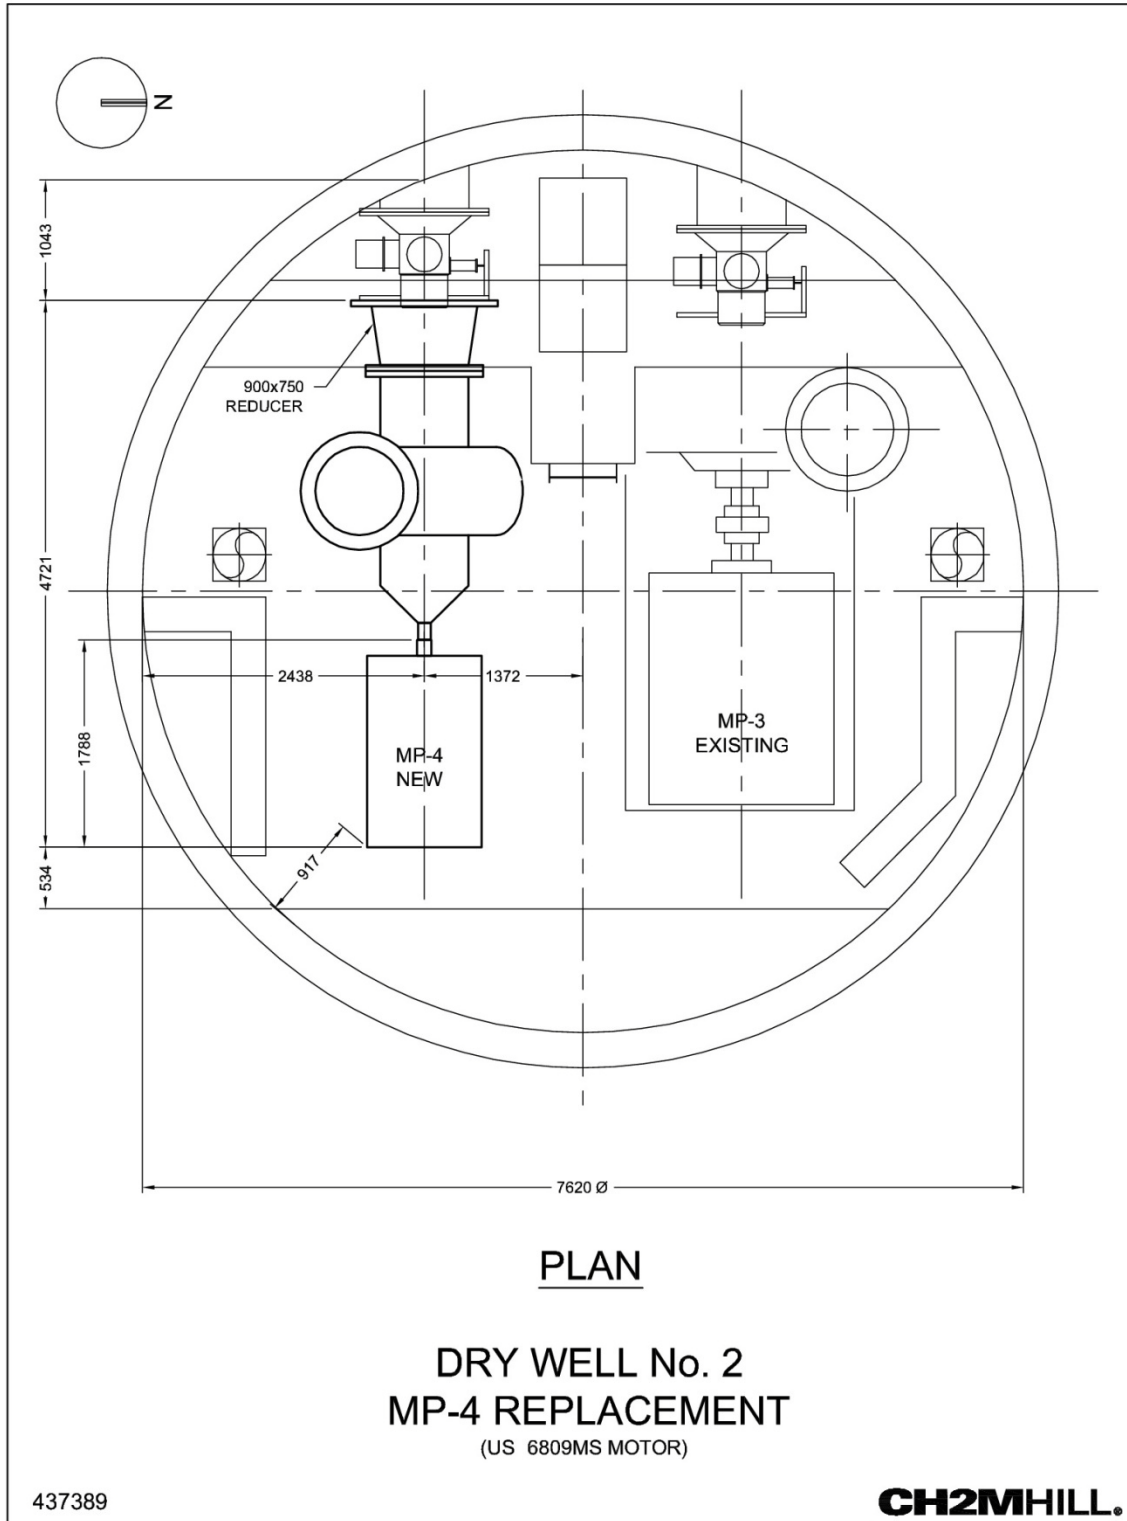 N
1043
900x750
REDUCER
4721
2438
1372
1788
MP-4
NEW
MP-3
EXISTING
917
534
7620 Ø
PLAN
DRY WELL No. 2
MP-4 REPLACEMENT
(US 6809MS MOTOR)
437389
CH2MHILL®